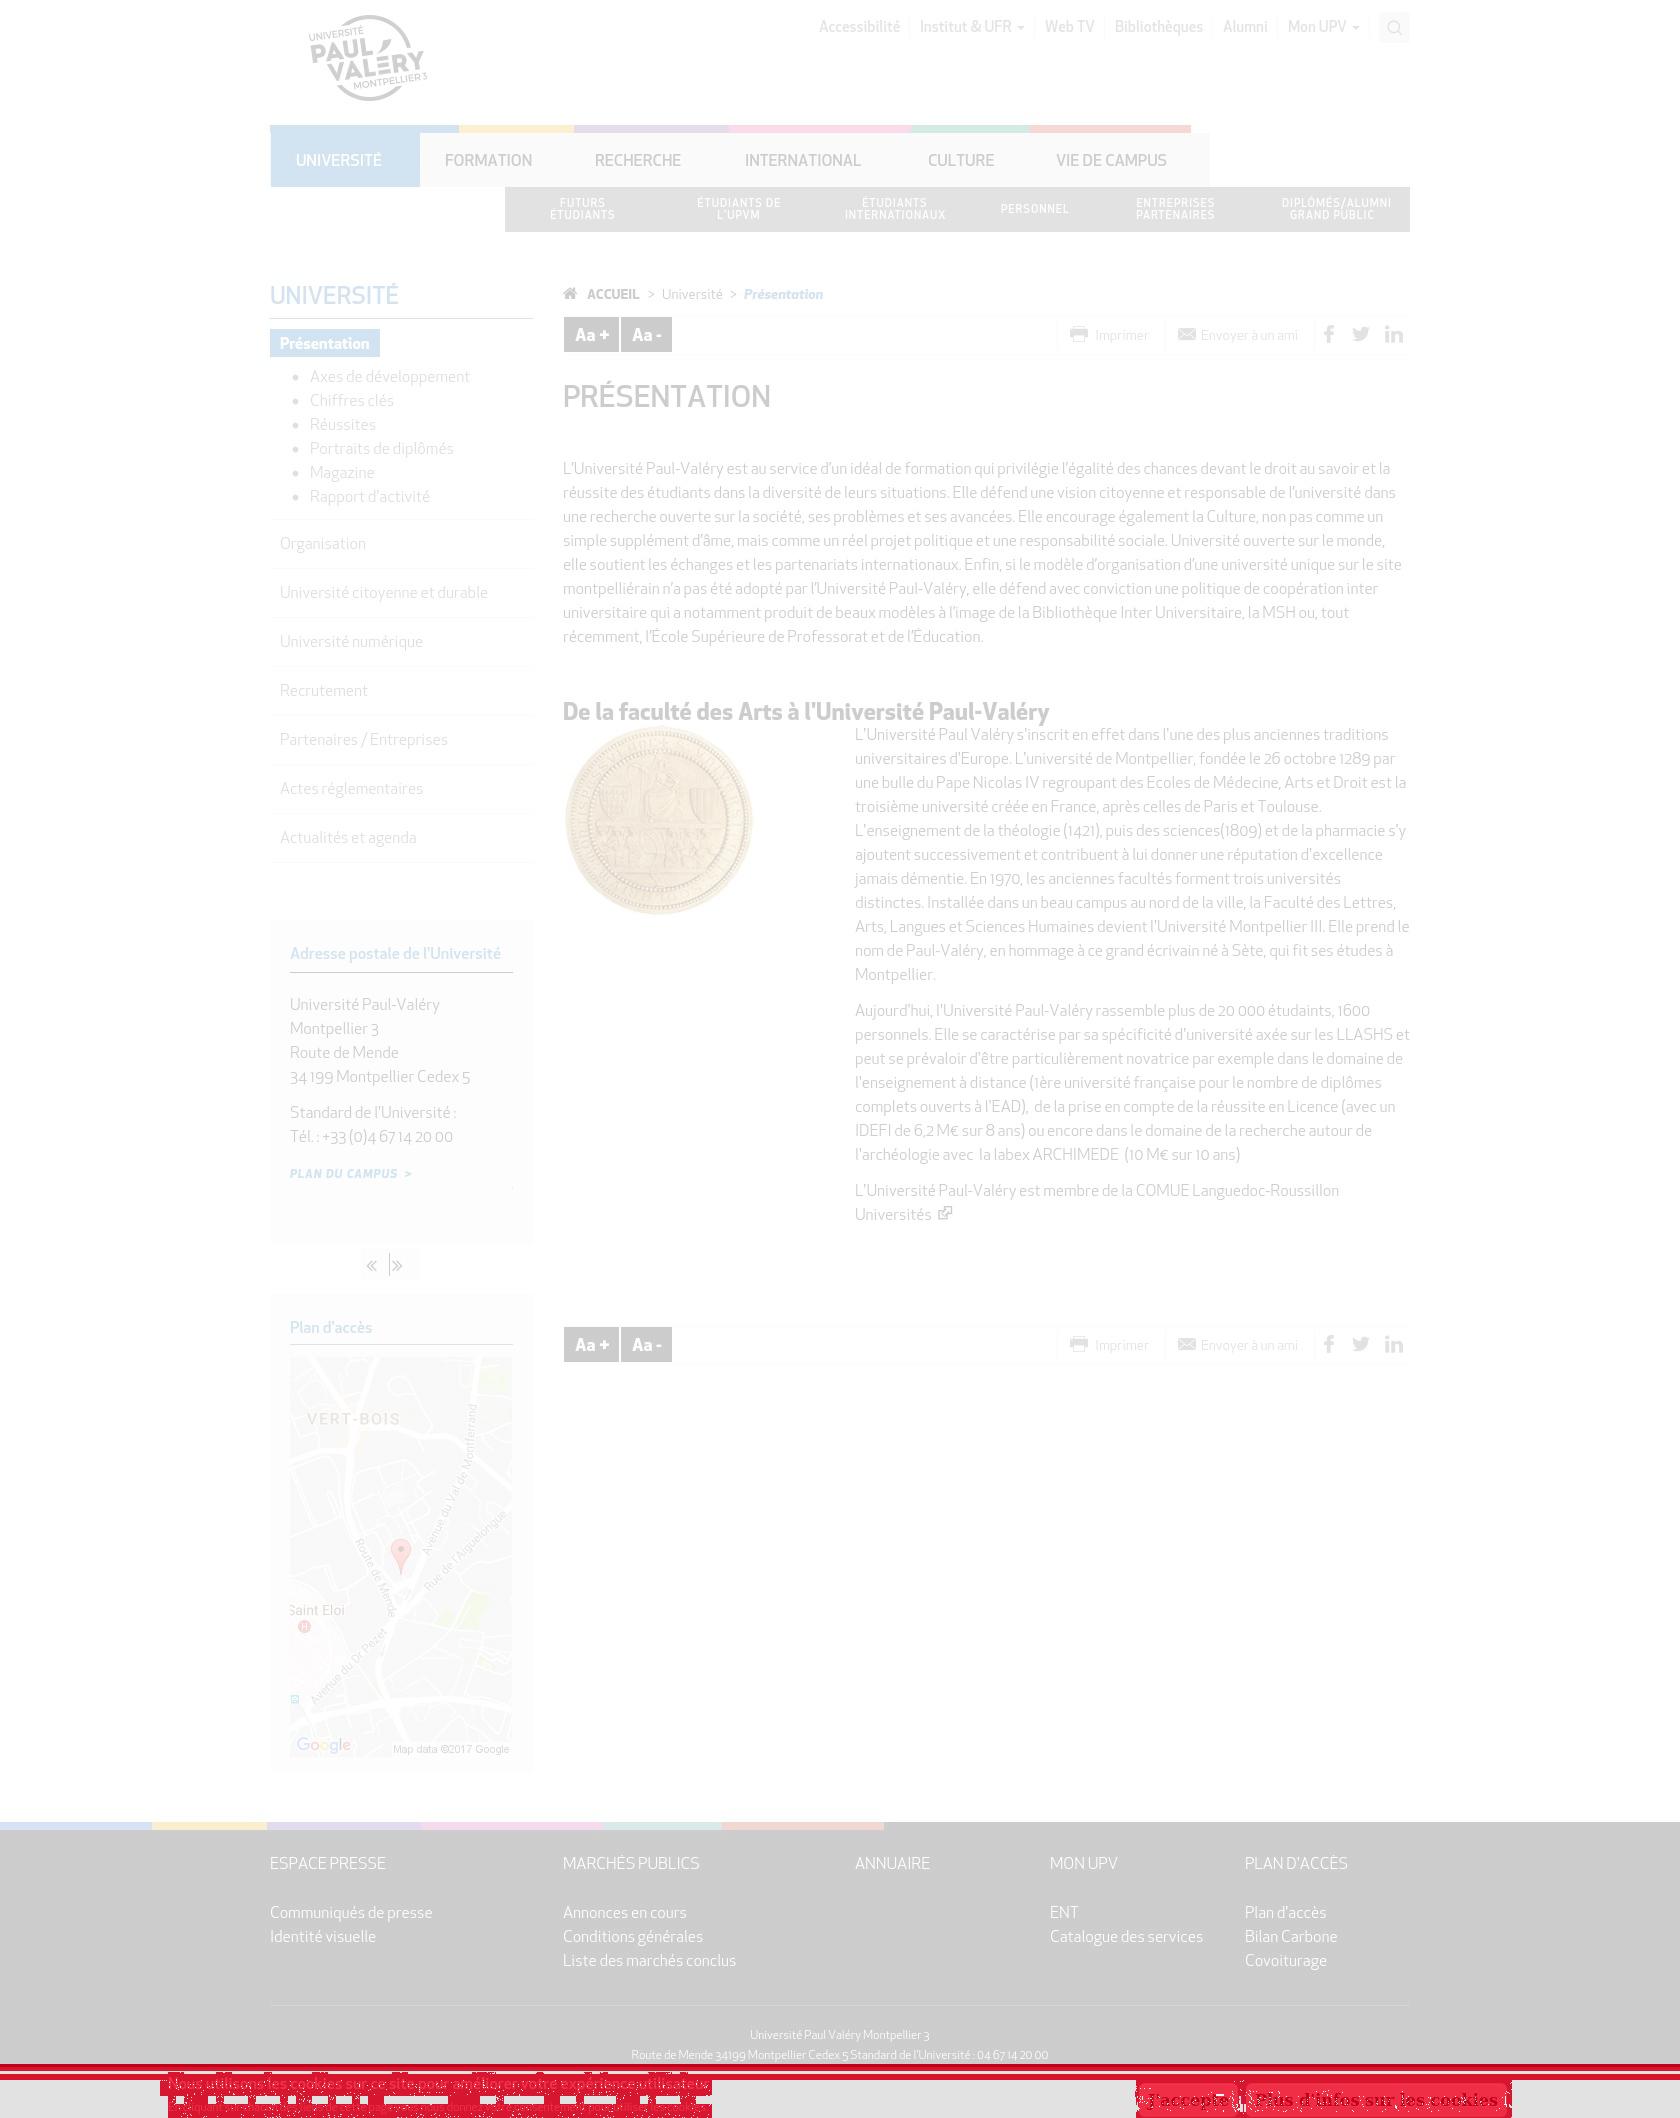 UNIVERSITÉ
PAUL
VALÉRY
MONTPELLIER 3
Accessibilité
Institut & UFR
Web TV
Bibliothèques
Alumni
Mon UPV
UNIVERSITÉ
FORMATION
RECHERCHE
INTERNATIONAL
CULTURE
VIE DE CAMPUS
FUTURS
ÉTUDIANTS
ÉTUDIANTS DE
L'UPVM
ÉTUDIANTS
INTERNATIONAUX
PERSONNEL
ENTREPRISES
PARTENAIRES
DIPLÔMÉS/ALUMNI
GRAND PUBLIC
UNIVERSITÉ
Présentation
• Axes de développement
• Chiffres clés
• Réussites
• Portraits de diplômés
• Magazine
• Rapport d'activité
Organisation
Université citoyenne et durable
Université numérique
Recrutement
Partenaires / Entreprises
Actes réglementaires
Actualités et agenda
Adresse postale de l'Université
Université Paul-Valéry
Montpellier 3
Route de Mende
34 199 Montpellier Cedex 5
Standard de l'Université :
Tél. : +33 (0)4 67 14 20 00
PLAN DU CAMPUS >
« »
Plan d'accès
VERT-BOIS
Avenue du Val de Montferrand
Route de Mende
Rue de l'Aiguelongue
Saint Eloi
H
Avenue du Dr Pezet
Google
Map data ©2017 Google
ACCUEIL > Université > Présentation
Aa + Aa -
Imprimer
Envoyer à un ami
PRÉSENTATION
L'Université Paul-Valéry est au service d'un idéal de formation qui privilégie l'égalité des chances devant le droit au savoir et la
réussite des étudiants dans la diversité de leurs situations. Elle défend une vision citoyenne et responsable de l'université dans
une recherche ouverte sur la société, ses problèmes et ses avancées. Elle encourage également la Culture, non pas comme un
simple supplément d'âme, mais comme un réel projet politique et une responsabilité sociale. Université ouverte sur le monde,
elle soutient les échanges et les partenariats internationaux. Enfin, si le modèle d'organisation d'une université unique sur le site
montpelliérain n'a pas été adopté par l'Université Paul-Valéry, elle défend avec conviction une politique de coopération inter
universitaire qui a notamment produit de beaux modèles à l'image de la Bibliothèque Inter Universitaire, la MSH ou, tout
récemment, l'École Supérieure de Professorat et de l'Éducation.
De la faculté des Arts à l'Université Paul-Valéry
L'Université Paul Valéry s'inscrit en effet dans l'une des plus anciennes traditions
universitaires d'Europe. L'université de Montpellier, fondée le 26 octobre 1289 par
une bulle du Pape Nicolas IV regroupant des Ecoles de Médecine, Arts et Droit est la
troisième université créée en France, après celles de Paris et Toulouse.
L'enseignement de la théologie (1421), puis des sciences(1809) et de la pharmacie s'y
ajoutent successivement et contribuent à lui donner une réputation d'excellence
jamais démentie. En 1970, les anciennes facultés forment trois universités
distinctes. Installée dans un beau campus au nord de la ville, la Faculté des Lettres,
Arts, Langues et Sciences Humaines devient l'Université Montpellier III. Elle prend le
nom de Paul-Valéry, en hommage à ce grand écrivain né à Sète, qui fit ses études à
Montpellier.
Aujourd'hui, l'Université Paul-Valéry rassemble plus de 20 000 étudaints, 1600
personnels. Elle se caractérise par sa spécificité d'université axée sur les LLASHS et
peut se prévaloir d'être particulièrement novatrice par exemple dans le domaine de
l'enseignement à distance (1ère université française pour le nombre de diplômes
complets ouverts à l'EAD), de la prise en compte de la réussite en Licence (avec un
IDEFI de 6,2 M€ sur 8 ans) ou encore dans le domaine de la recherche autour de
l'archéologie avec la labex ARCHIMEDE (10 M€ sur 10 ans)
L'Université Paul-Valéry est membre de la COMUE Languedoc-Roussillon
Universités
Aa + Aa -
Imprimer
Envoyer à un ami
ESPACE PRESSE
Communiqués de presse
Identité visuelle
MARCHÉS PUBLICS
Annonces en cours
Conditions générales
Liste des marchés conclus
ANNUAIRE
MON UPV
ENT
Catalogue des services
PLAN D'ACCÈS
Plan d'accès
Bilan Carbone
Covoiturage
Université Paul Valéry Montpellier 3
Route de Mende 34199 Montpellier Cedex 5 Standard de l'Université : 04 67 14 20 00
Nous utilisons les cookies sur ce site pour améliorer votre expérience utilisateur
J'accepte
Plus d'infos sur les cookies